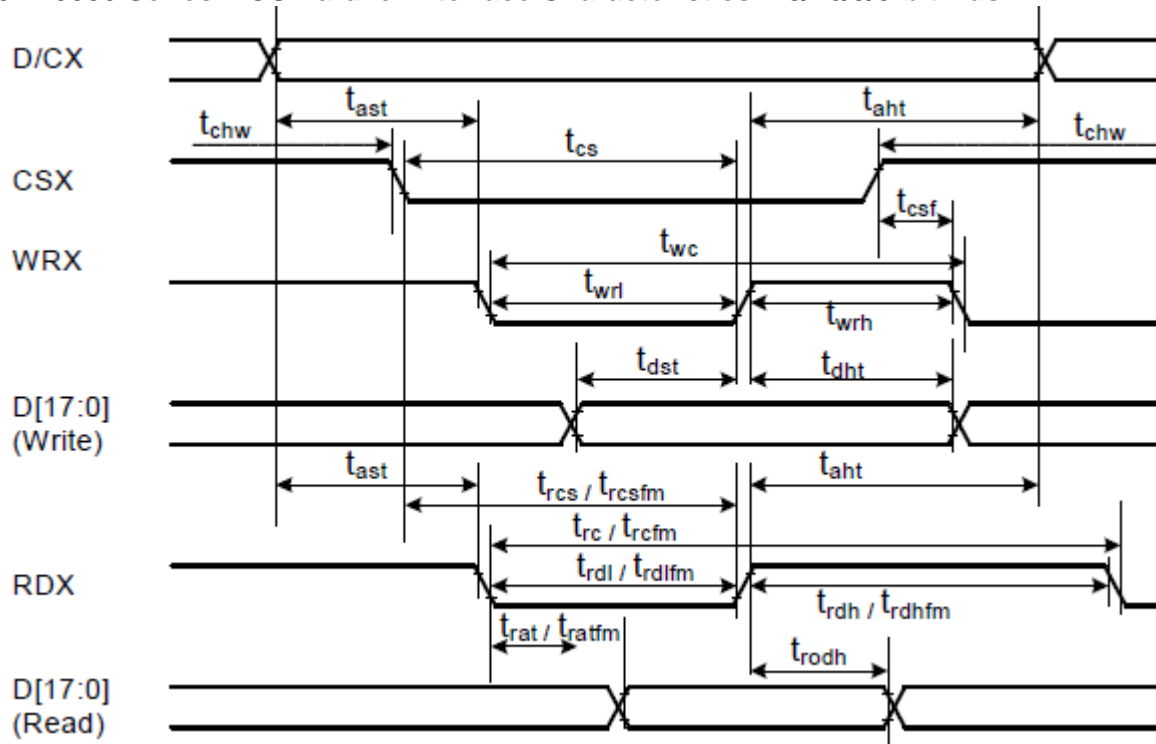 D/CX
t_ast t_aht
t_chw t_chw
t_cs
CSX
t_csf
WRX
t_wc
t_wrl
t_wrh
t_dst t_dht
D[17:0]
(Write)
t_ast t_aht
t_rcs / t_rcsfm
t_rc / t_rcfm
RDX
t_rdl / t_rdlfm
t_rdh / t_rdhfm
t_rat / t_ratfm
t_rodh
D[17:0]
(Read)